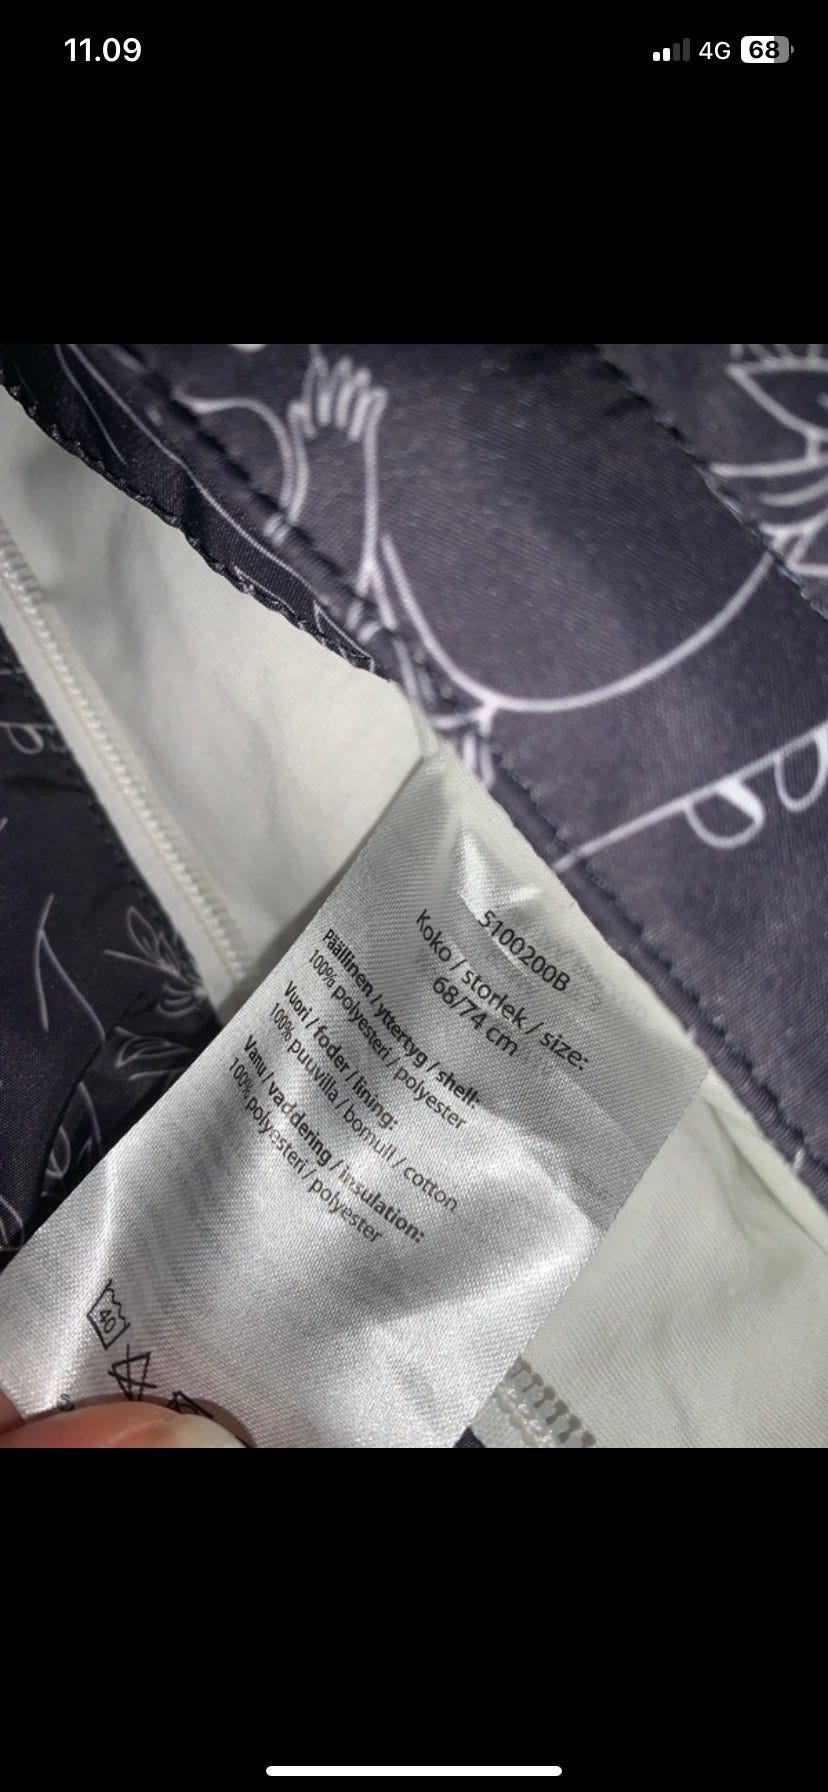 11.09
4G 68
5100200B
Koko / storlek / size:
68/74 cm
Päällinen / yttertyg / shell:
100% polyesteri / polyester
Vuori / foder / lining:
100% puuvilla / bomull / cotton
Vanu / vaddering / insulation:
100% polyesteri / polyester
40